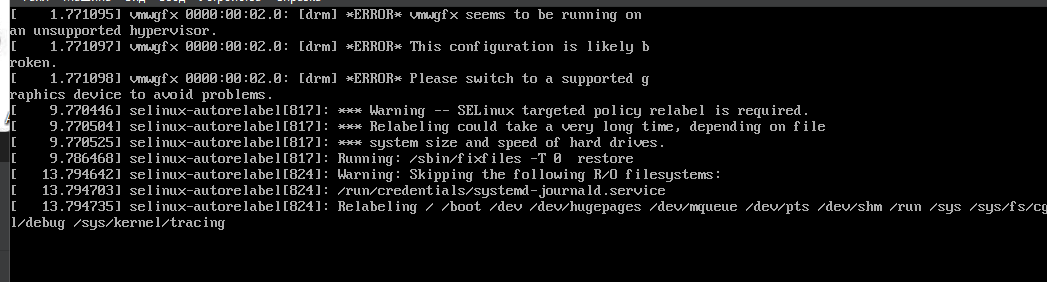 [    1.771095] vmwgfx 0000:00:02.0: [drm] *ERROR* vmwgfx seems to be running on
an unsupported hypervisor.
[    1.771097] vmwgfx 0000:00:02.0: [drm] *ERROR* This configuration is likely b
roken.
[    1.771098] vmwgfx 0000:00:02.0: [drm] *ERROR* Please switch to a supported g
raphics device to avoid problems.
[    9.770446] selinux-autorelabel[817]: *** Warning -- SELinux targeted policy relabel is required.
[    9.770504] selinux-autorelabel[817]: *** Relabeling could take a very long time, depending on file
[    9.770525] selinux-autorelabel[817]: *** system size and speed of hard drives.
[    9.786468] selinux-autorelabel[817]: Running: /sbin/fixfiles -T 0  restore
[   13.794642] selinux-autorelabel[824]: Warning: Skipping the following R/O filesystems:
[   13.794703] selinux-autorelabel[824]: /run/credentials/systemd-journald.service
[   13.794735] selinux-autorelabel[824]: Relabeling / /boot /dev /dev/hugepages /dev/mqueue /dev/pts /dev/shm /run /sys /sys/fs/cg
l/debug /sys/kernel/tracing